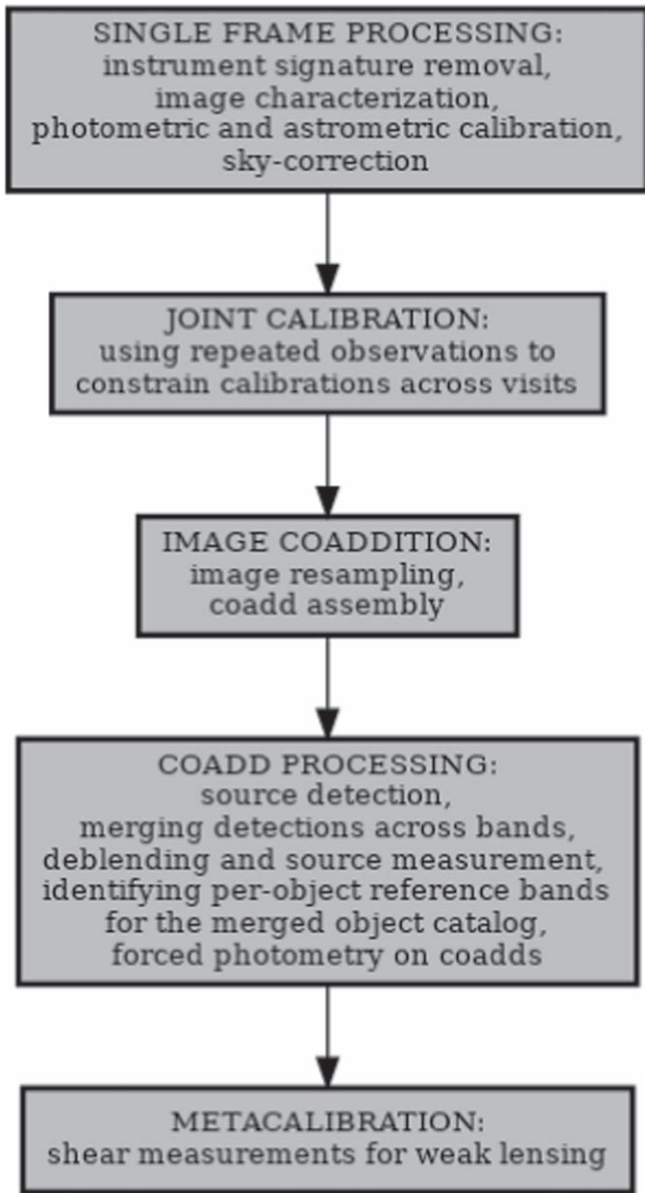 SINGLE FRAME PROCESSING:
instrument signature removal,
image characterization,
photometric and astrometric calibration,
sky-correction
JOINT CALIBRATION:
using repeated observations to
constrain calibrations across visits
IMAGE COADDITION:
image resampling,
coadd assembly
COADD PROCESSING:
source detection,
merging detections across bands,
deblending and source measurement,
identifying per-object reference bands
for the merged object catalog,
forced photometry on coadds
METACALIBRATION:
shear measurements for weak lensing